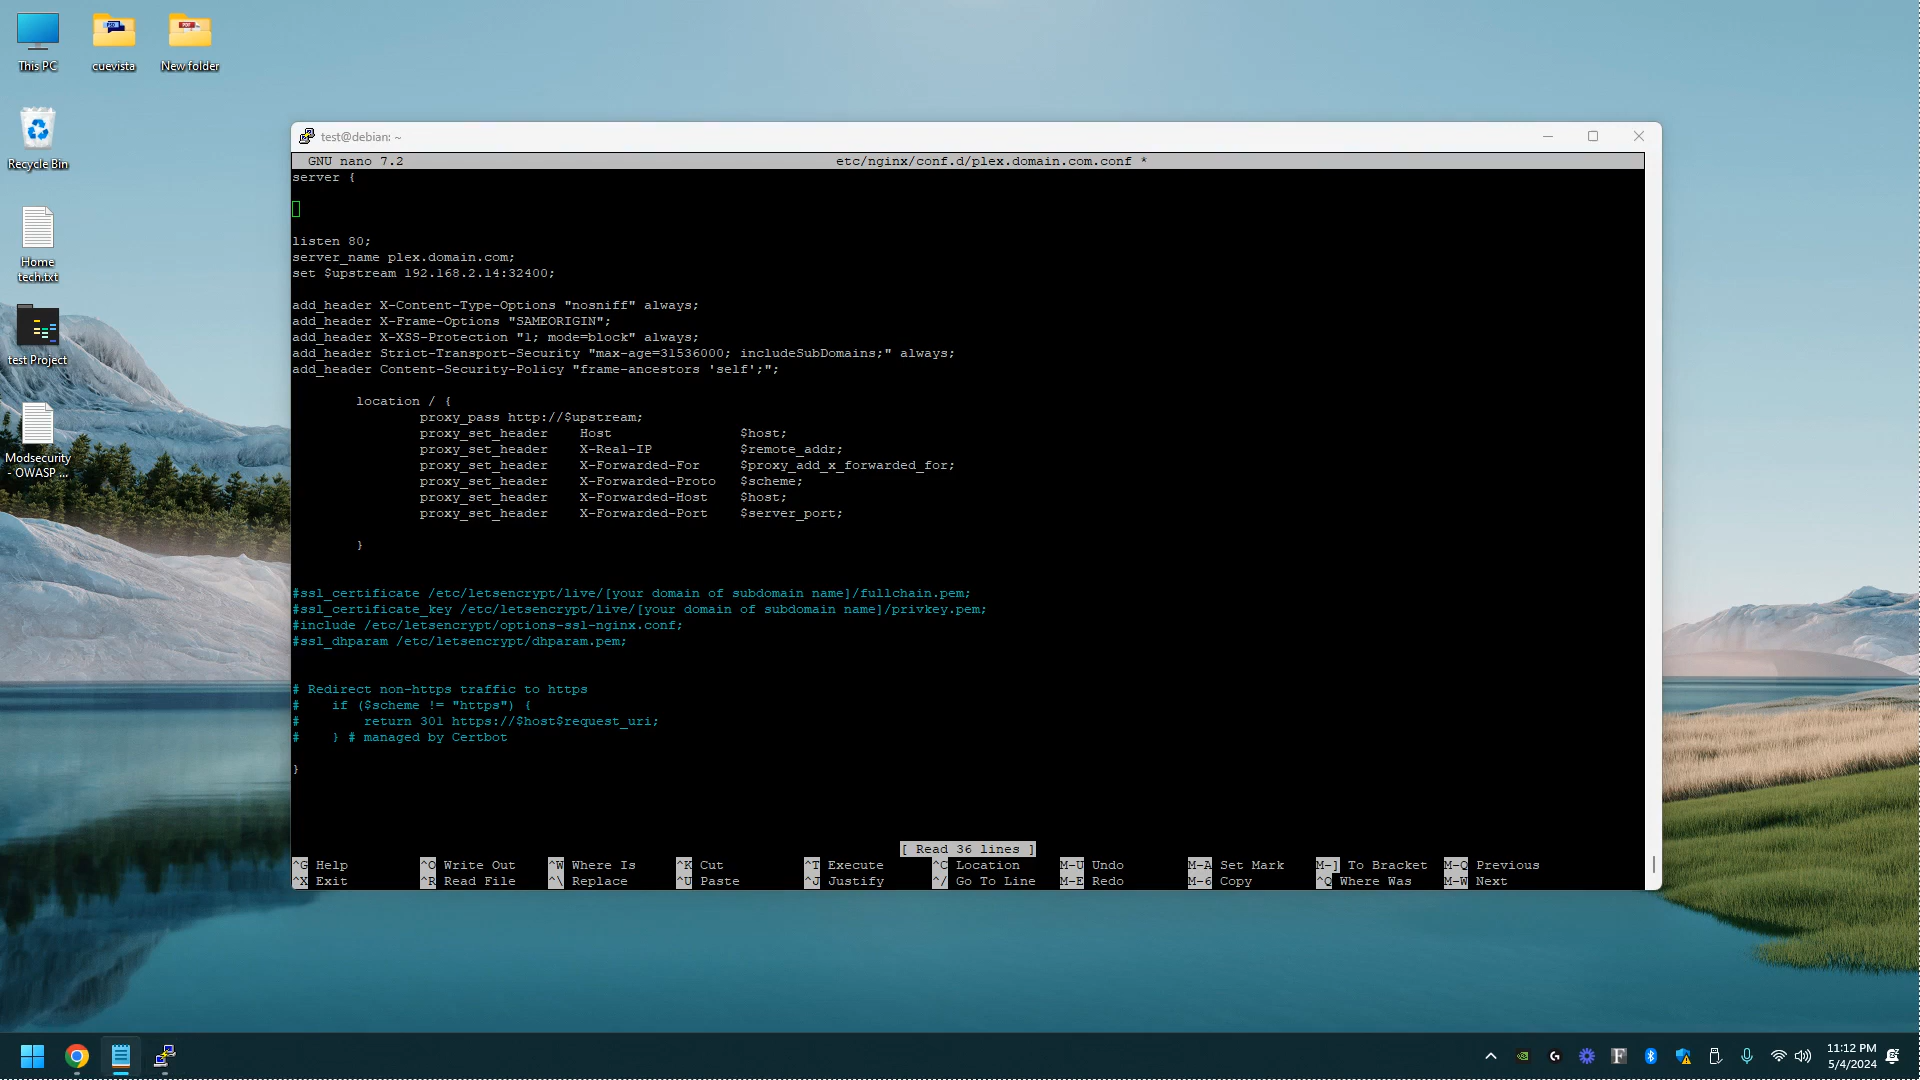 This PC
cuevista
New folder
Recycle Bin
Home
tech.txt
test Project
Modsecurity
- OWASP ...
test@debian: ~
GNU nano 7.2 etc/nginx/conf.d/plex.domain.com.conf *
server {
listen 80;
server_name plex.domain.com;
set $upstream 192.168.2.14:32400;
add_header X-Content-Type-Options "nosniff" always;
add_header X-Frame-Options "SAMEORIGIN";
add_header X-XSS-Protection "1; mode=block" always;
add_header Strict-Transport-Security "max-age=31536000; includeSubDomains;" always;
add_header Content-Security-Policy "frame-ancestors 'self';";
location / {
proxy_pass http://$upstream;
proxy_set_header Host $host;
proxy_set_header X-Real-IP $remote_addr;
proxy_set_header X-Forwarded-For $proxy_add_x_forwarded_for;
proxy_set_header X-Forwarded-Proto $scheme;
proxy_set_header X-Forwarded-Host $host;
proxy_set_header X-Forwarded-Port $server_port;
}
#ssl_certificate /etc/letsencrypt/live/[your domain of subdomain name]/fullchain.pem;
#ssl_certificate_key /etc/letsencrypt/live/[your domain of subdomain name]/privkey.pem;
#include /etc/letsencrypt/options-ssl-nginx.conf;
#ssl_dhparam /etc/letsencrypt/dhparam.pem;
# Redirect non-https traffic to https
# if ($scheme != "https") {
# return 301 https://$host$request_uri;
# } # managed by Certbot
}
[ Read 36 lines ]
^G Help ^O Write Out ^W Where Is ^K Cut ^T Execute ^C Location M-U Undo M-A Set Mark M-] To Bracket M-Q Previous
^X Exit ^R Read File ^\ Replace ^U Paste ^J Justify ^/ Go To Line M-E Redo M-6 Copy ^Q Where Was M-W Next
11:12 PM
5/4/2024